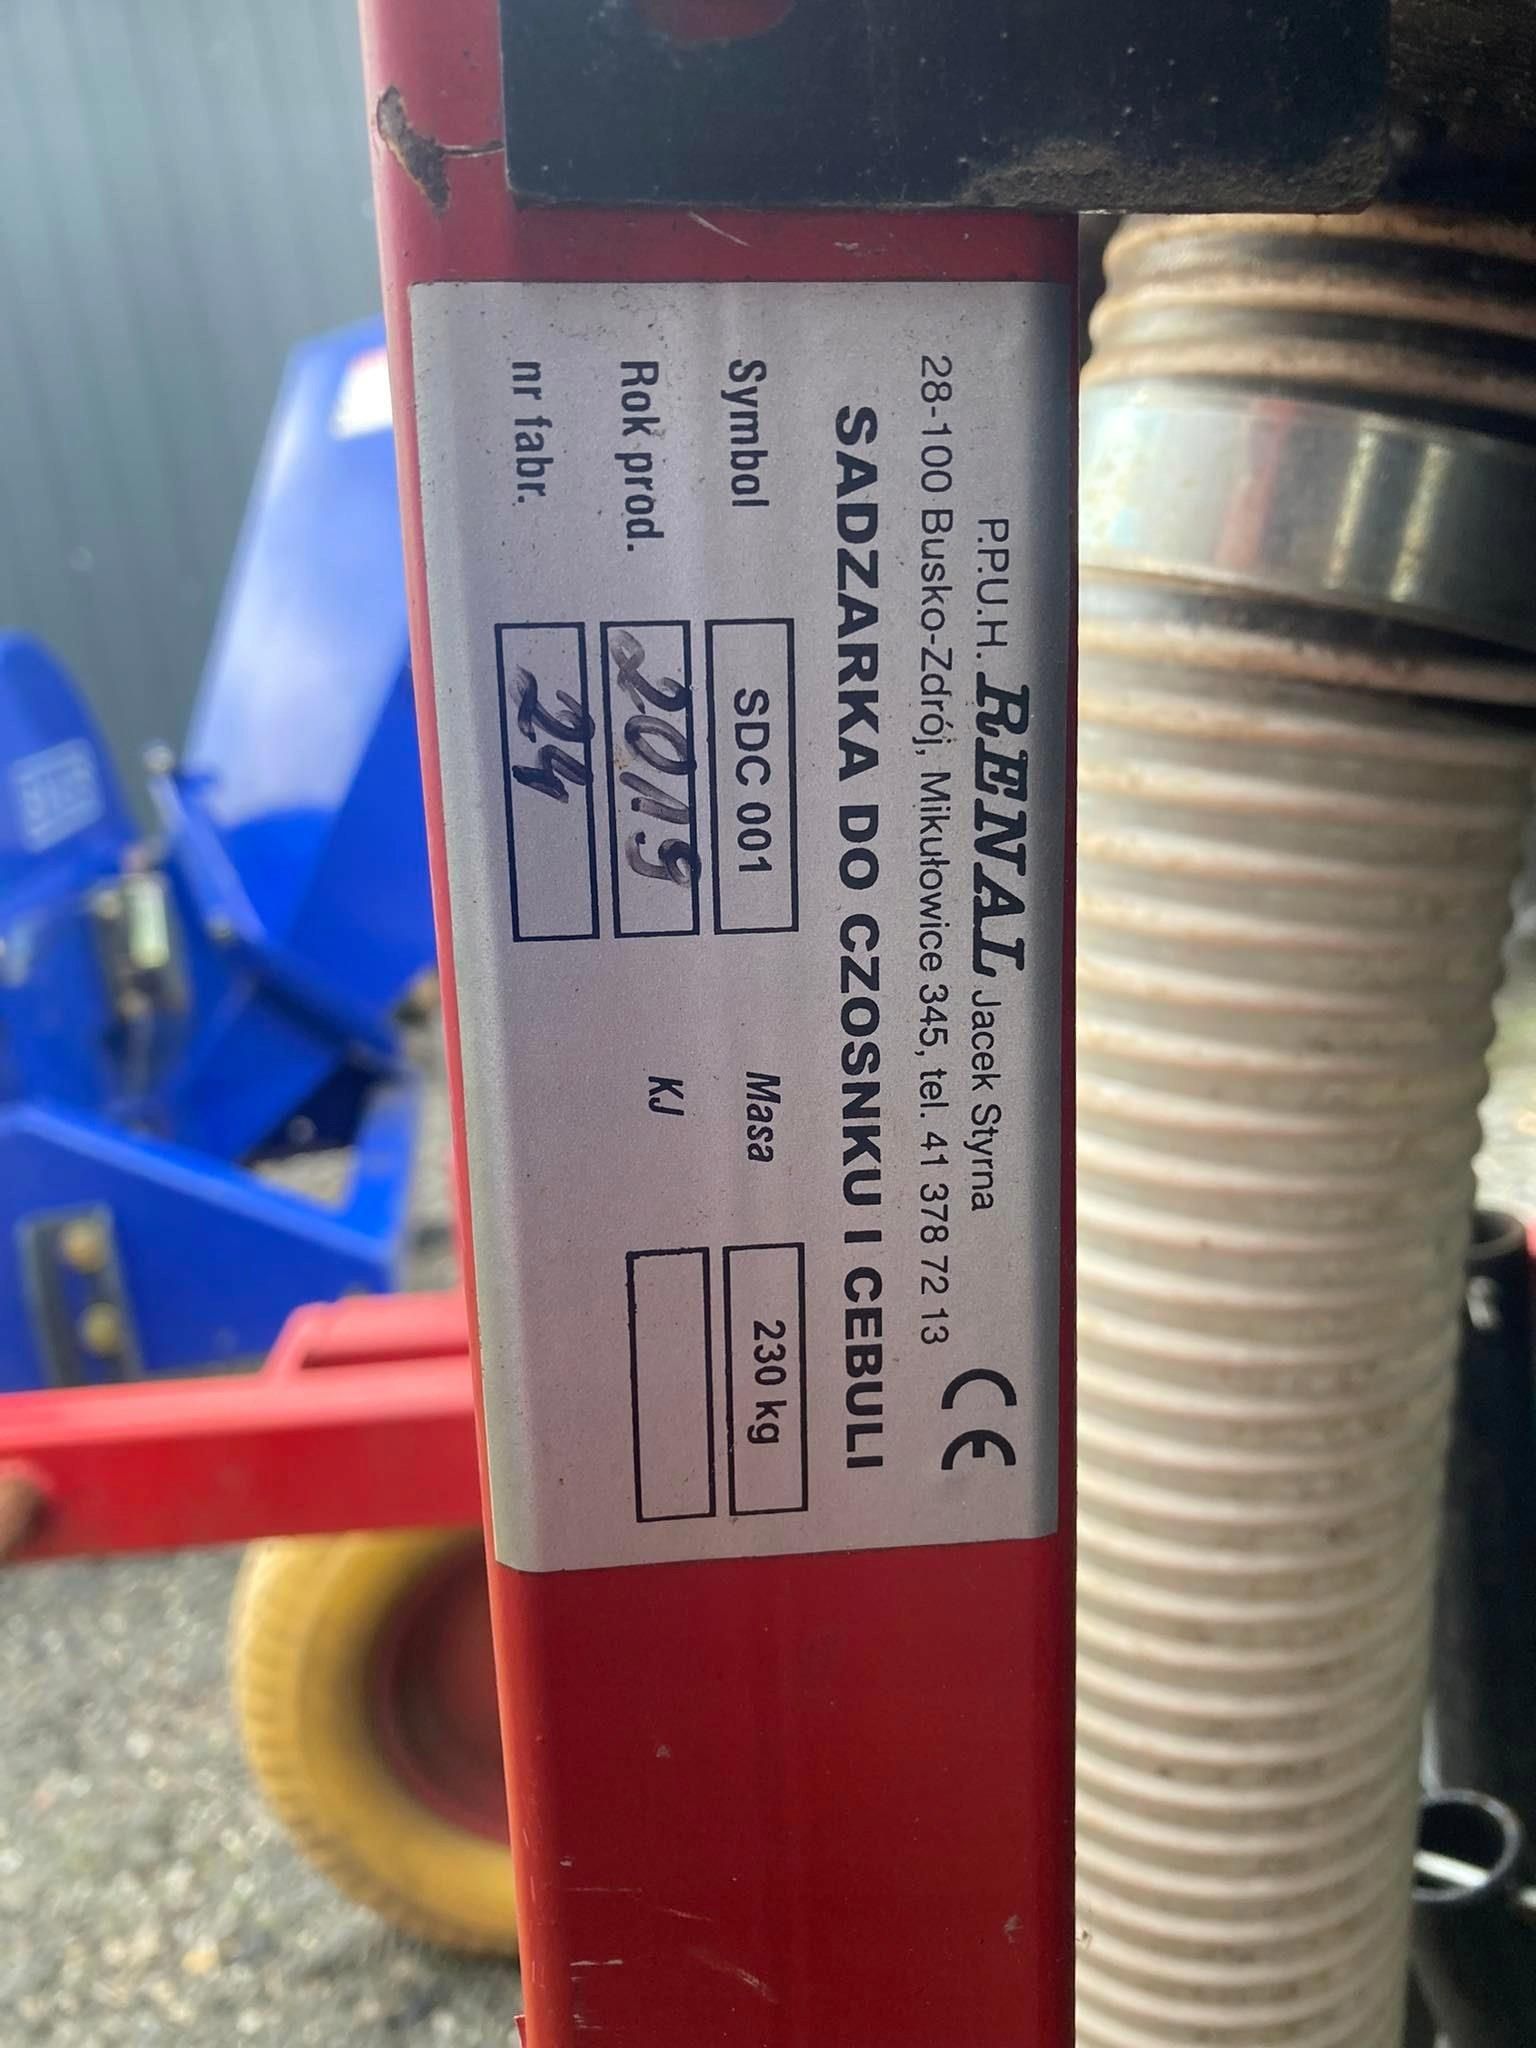 P.P.U.H. RENAL Jacek Styrna
28-100 Busko-Zdrój, Mikułowice 345, tel. 41 378 72 13
CE
SADZARKA DO CZOSNKU I CEBULI
Symbol SDC 001 Masa 230 kg
Rok prod. 2019 KJ
nr fabr. 24